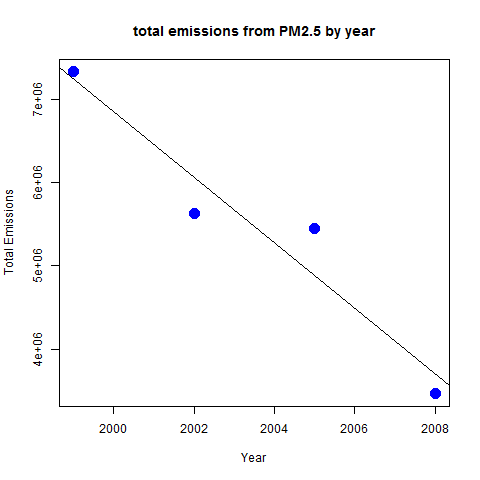 total emissions from PM2.5 by year
7e+06
6e+06
5e+06
4e+06
Total Emissions
2000 2002 2004 2006 2008
Year